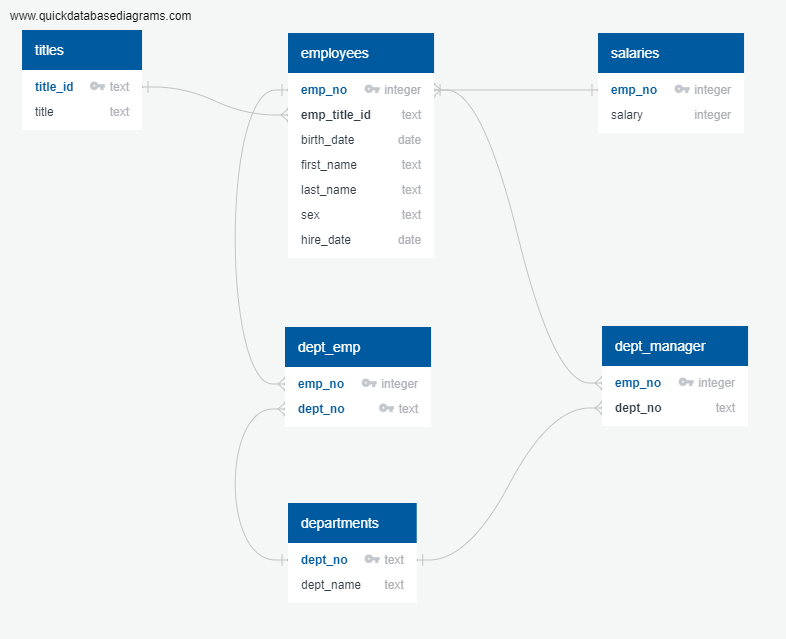 www.quickdatabasediagrams.com
titles
title_id text
title text
employees
emp_no integer
emp_title_id text
birth_date date
first_name text
last_name text
sex text
hire_date date
salaries
emp_no integer
salary integer
dept_emp
emp_no integer
dept_no text
dept_manager
emp_no integer
dept_no text
departments
dept_no text
dept_name text